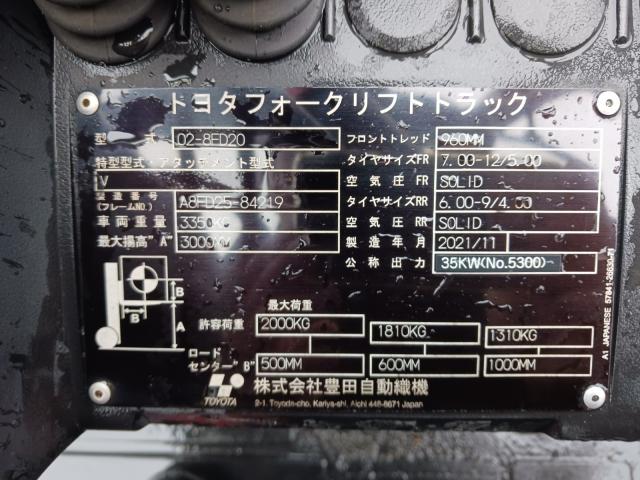 トヨタフォークリフトトラック
型式 02-8FD20 フロントトレッド 960MM
特型型式・アタッチメント型式 タイヤサイズFR 7.00-12/5.00
V 空気圧FR SOLID
製造番号(フレームNO.) A8FD25-84219 タイヤサイズRR 6.00-9/4.00
車両重量 3350KG 空気圧RR SOLID
最大揚高"A" 3000MM 製造年月 2021/11
公称出力 35KW(No.5300)
B
B
A
最大荷重
許容荷重 2000KG 1810KG 1310KG
ロードセンター"B" 500MM 600MM 1000MM
TOYOTA 株式会社豊田自動織機
2-1, Toyoda-cho, Kariya-shi, Aichi 448-8671 Japan
A1 JAPANESE